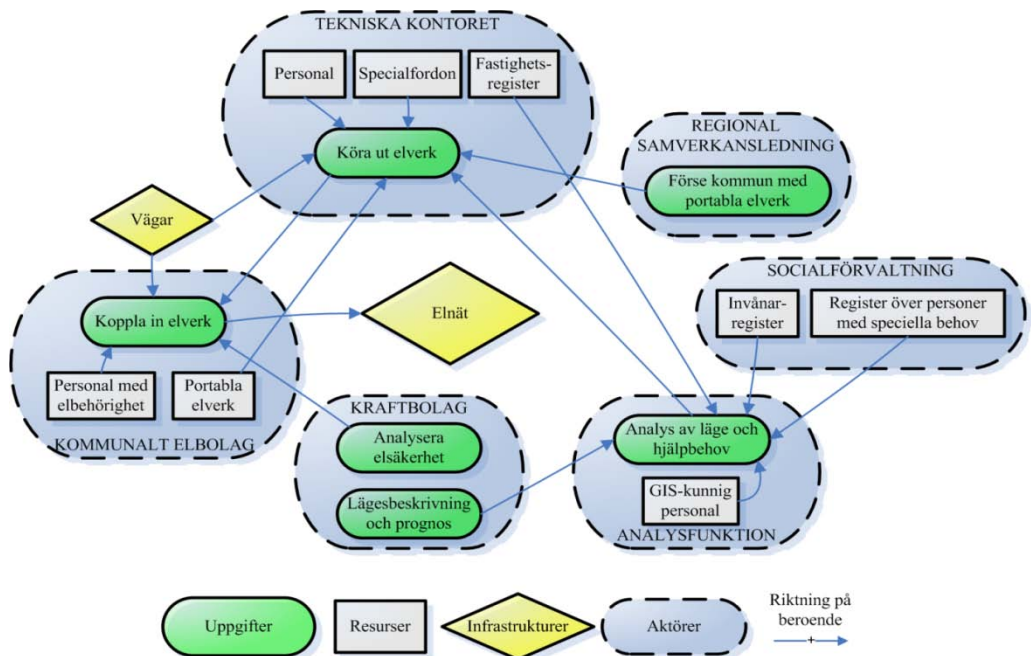 TEKNISKA KONTORET
Personal
Specialfordon
Fastighets-
register
Köra ut elverk
REGIONAL
SAMVERKANSLEDNING
Förse kommun med
portabla elverk
Vägar
Koppla in elverk
Personal med
elbehörighet
Portabla
elverk
KOMMUNALT ELBOLAG
Elnät
SOCIALFÖRVALTNING
Invånar-
register
Register över personer
med speciella behov
KRAFTBOLAG
Analysera
elsäkerhet
Lägesbeskrivning
och prognos
Analys av läge och
hjälpbehov
GIS-kunnig
personal
ANALYSFUNKTION
Uppgifter
Resurser
Infrastrukturer
Aktörer
Riktning på
beroende
+